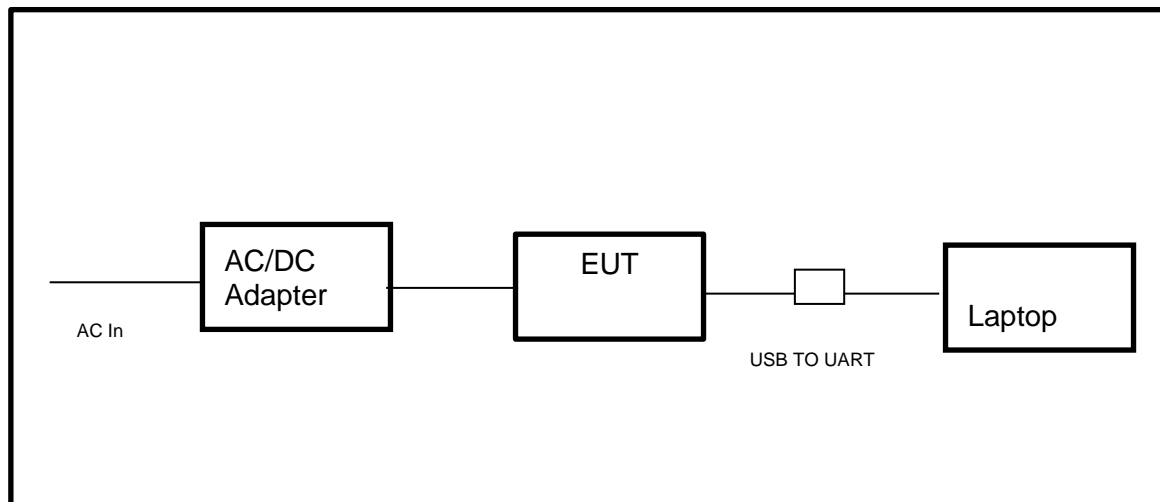 AC In
AC/DC
Adapter
EUT
USB TO UART
Laptop